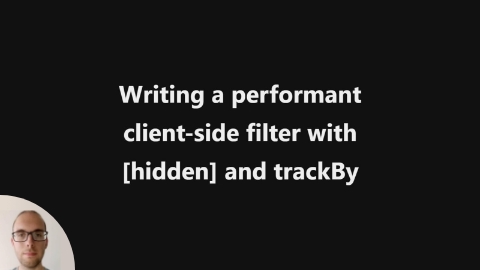 Writing a performant
client-side filter with
[hidden] and trackBy